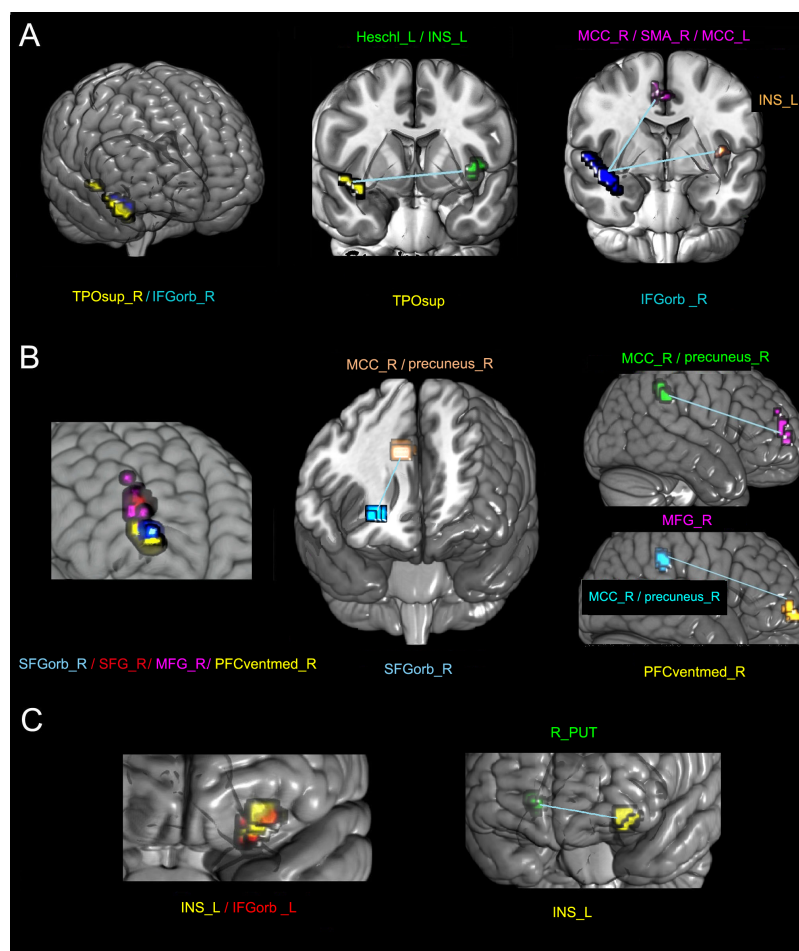 A
Heschl_L / INS_L
MCC_R / SMA_R / MCC_L
INS_L
TPOsup_R / IFGorb_R
TPOsup
IFGorb _R
B
MCC_R / precuneus_R
MCC_R / precuneus_R
MFG_R
MCC_R / precuneus_R
SFGorb_R / SFG_R/ MFG_R/ PFCventmed_R
SFGorb_R
PFCventmed_R
C
R_PUT
INS_L / IFGorb _L
INS_L